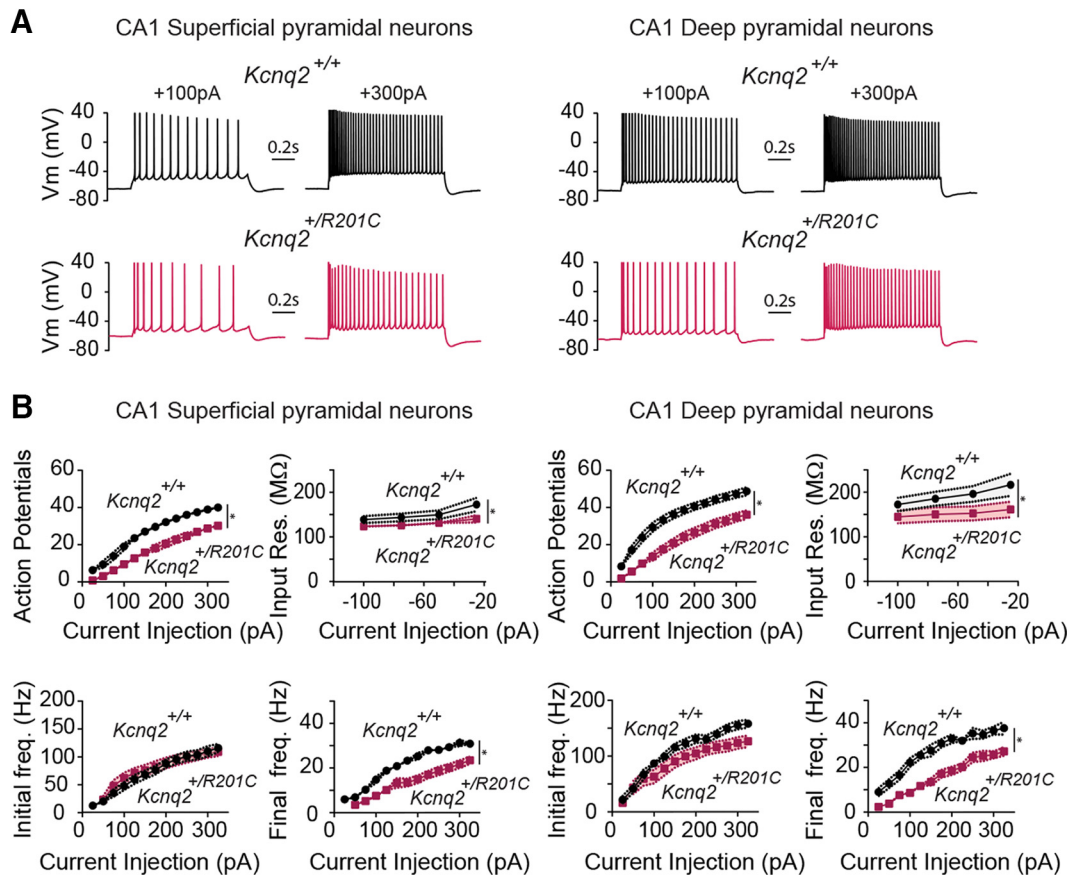 A
CA1 Superficial pyramidal neurons
CA1 Deep pyramidal neurons
Kcnq2 +/+
Kcnq2 +/+
+100pA
+300pA
+100pA
+300pA
Vm (mV)
40
0
-40
-80
0.2s
40
0
-40
-80
0.2s
Kcnq2 +/R201C
Kcnq2 +/R201C
Vm (mV)
40
0
-40
-80
0.2s
40
0
-40
-80
0.2s
B
CA1 Superficial pyramidal neurons
CA1 Deep pyramidal neurons
Action Potentials
60
40
20
0
Kcnq2 +/+
Kcnq2 +/R201C
*
0 100 200 300
Current Injection (pA)
Input Res. (MΩ)
200
100
0
Kcnq2 +/+
Kcnq2 +/R201C
*
-100 -60 -20
Current Injection (pA)
Action Potentials
60
40
20
0
Kcnq2 +/+
Kcnq2 +/R201C
*
0 100 200 300
Current Injection (pA)
Input Res. (MΩ)
200
100
0
Kcnq2 +/+
Kcnq2 +/R201C
*
-100 -60 -20
Current Injection (pA)
Initial freq. (Hz)
200
150
100
50
0
Kcnq2 +/+
Kcnq2 +/R201C
0 100 200 300
Current Injection (pA)
Final freq. (Hz)
40
20
0
Kcnq2 +/+
Kcnq2 +/R201C
*
0 100 200 300
Current Injection (pA)
Initial freq. (Hz)
200
150
100
50
0
Kcnq2 +/+
Kcnq2 +/R201C
0 100 200 300
Current Injection (pA)
Final freq. (Hz)
40
20
0
Kcnq2 +/+
Kcnq2 +/R201C
*
0 100 200 300
Current Injection (pA)